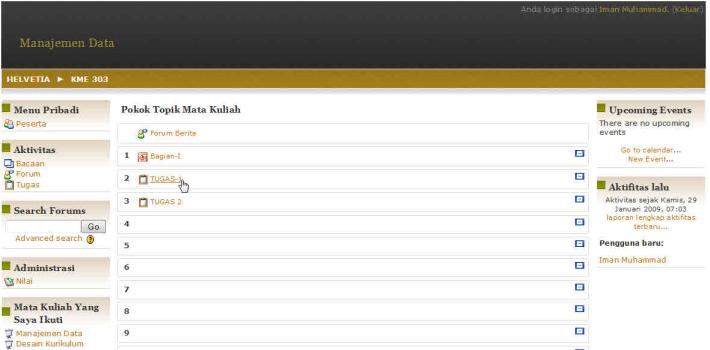 Anda login sebagai Iman Muhammad. (Keluar)
Manajemen Data
HELVETIA ► KME 303
Menu Pribadi
Peserta
Aktivitas
Bacaan
Forum
Tugas
Search Forums
Go
Advanced search ?
Administrasi
Nilai
Mata Kuliah Yang
Saya Ikuti
Manajemen Data
Desain Kurikulum
Pokok Topik Mata Kuliah
Forum Berita
1 Bagian-I
2 TUGAS-1
3 TUGAS 2
4
5
6
7
8
9
Upcoming Events
There are no upcoming
events
Go to calendar...
New Event...
Aktifitas lalu
Aktivitas sejak Kamis, 29
Januari 2009, 07:03
laporan lengkap aktifitas
terbaru...
Pengguna baru:
Iman Muhammad